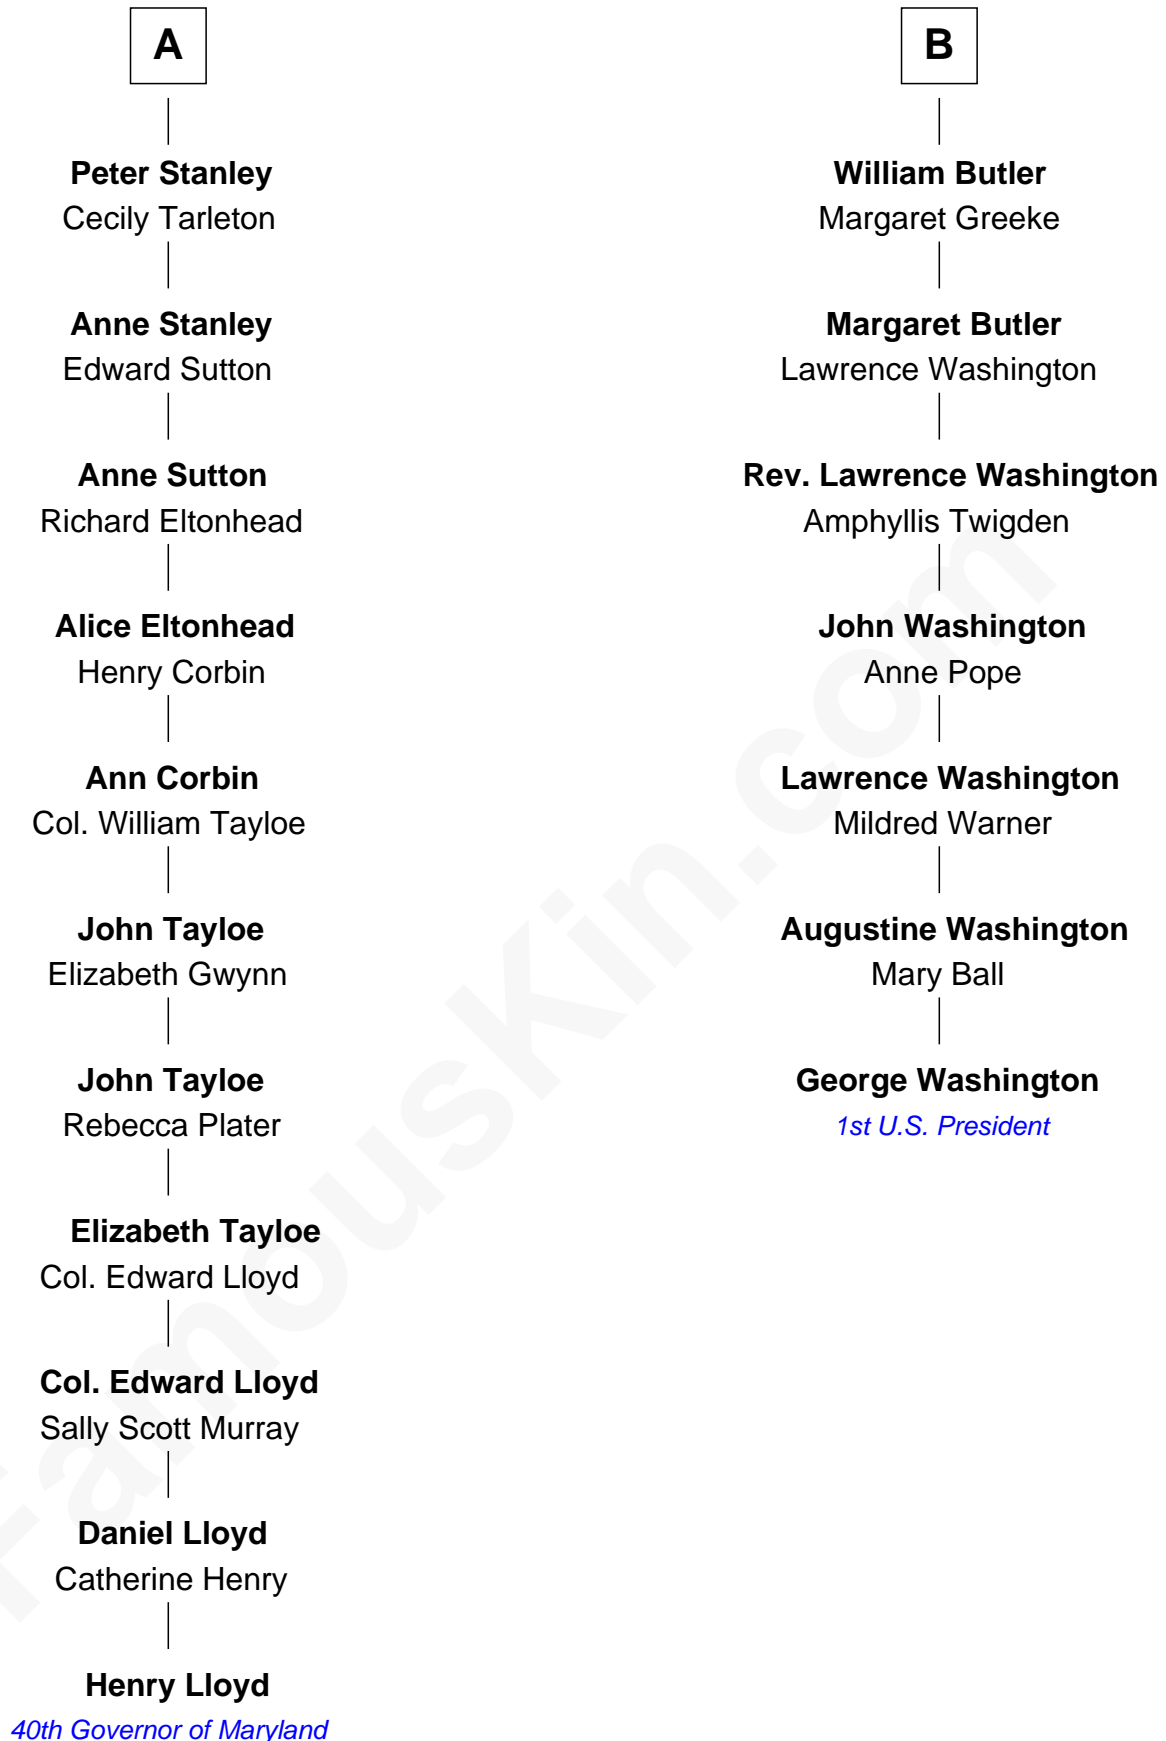 A
Peter Stanley
Cecily Tarleton
Anne Stanley
Edward Sutton
Anne Sutton
Richard Eltonhead
Alice Eltonhead
Henry Corbin
Ann Corbin
Col. William Tayloe
John Tayloe
Elizabeth Gwynn
John Tayloe
Rebecca Plater
Elizabeth Tayloe
Col. Edward Lloyd
Col. Edward Lloyd
Sally Scott Murray
Daniel Lloyd
Catherine Henry
Henry Lloyd
40th Governor of Maryland
B
William Butler
Margaret Greeke
Margaret Butler
Lawrence Washington
Rev. Lawrence Washington
Amphyllis Twigden
John Washington
Anne Pope
Lawrence Washington
Mildred Warner
Augustine Washington
Mary Ball
George Washington
1st U.S. President
FamousKin.com